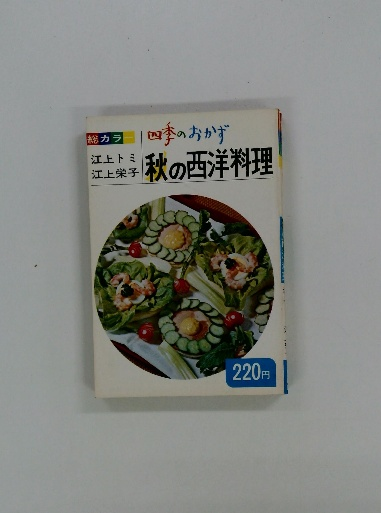 総カラー
四季のおかず
江上トミ
江上栄子
秋の西洋料理
220円